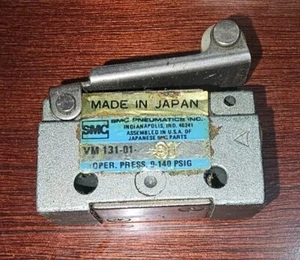 MADE IN JAPAN
SMC
SMC PNEUMATICS INC.
INDIANAPOLIS, IND. 46241
ASSEMBLED IN U.S.A. OF
JAPANESE SMC PARTS
VM 131-01-
OPER. PRESS. 0-140 PSIG